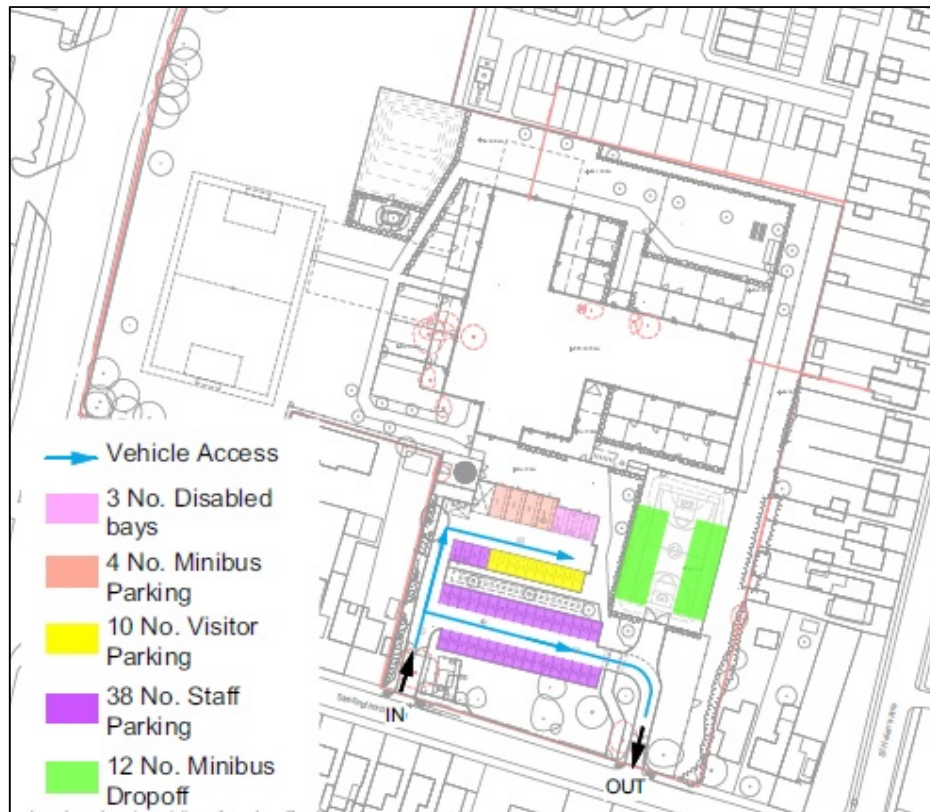 Vehicle Access
3 No. Disabled
bays
4 No. Minibus
Parking
10 No. Visitor
Parking
38 No. Staff
Parking
12 No. Minibus
Dropoff
IN
OUT